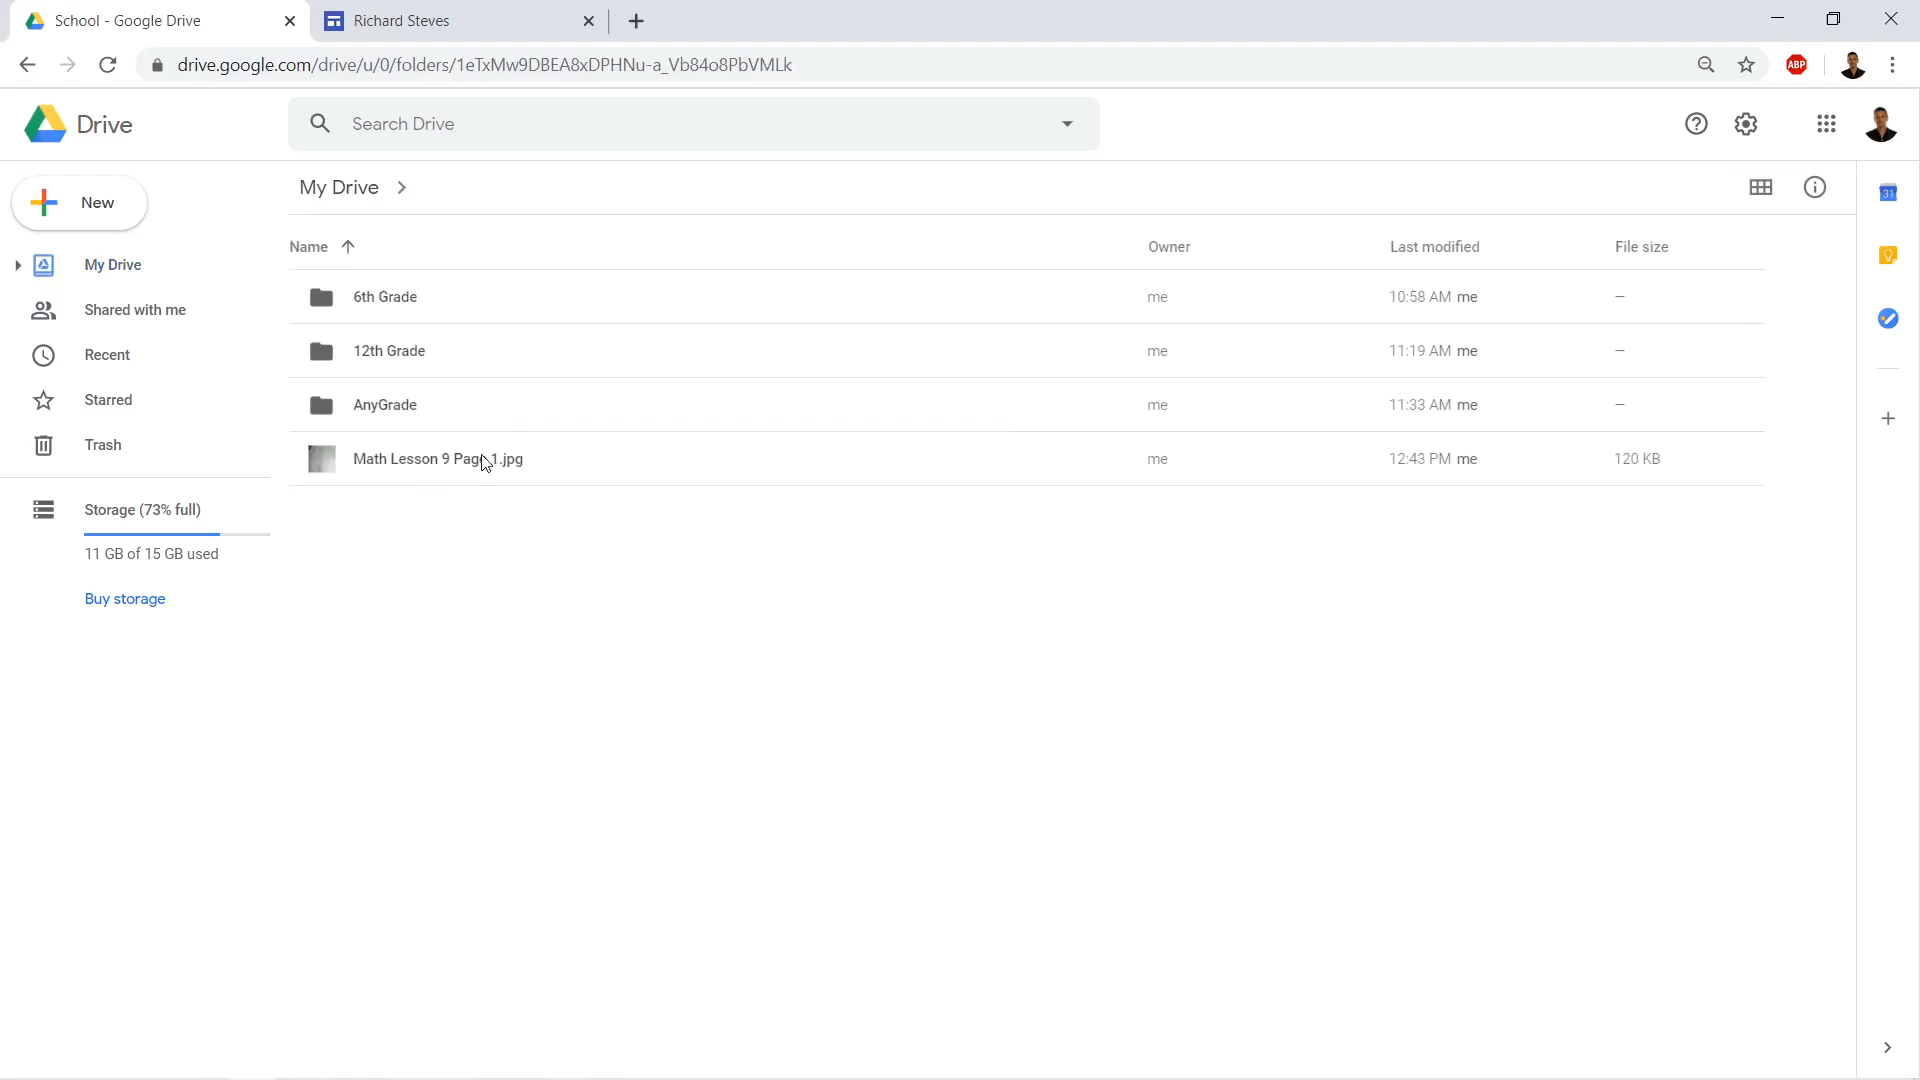 School - Google Drive
Richard Steves
drive.google.com/drive/u/0/folders/1eTxMw9DBEA8xDPHNu-a_Vb84o8PbVMLk
ABP
Drive
Search Drive
New
My Drive
31
Name
Owner
Last modified
File size
My Drive
6th Grade
me
10:58 AM me
–
Shared with me
12th Grade
me
11:19 AM me
–
Recent
Starred
AnyGrade
me
11:33 AM me
–
Trash
Math Lesson 9 Page 1.jpg
me
12:43 PM me
120 KB
Storage (73% full)
11 GB of 15 GB used
Buy storage